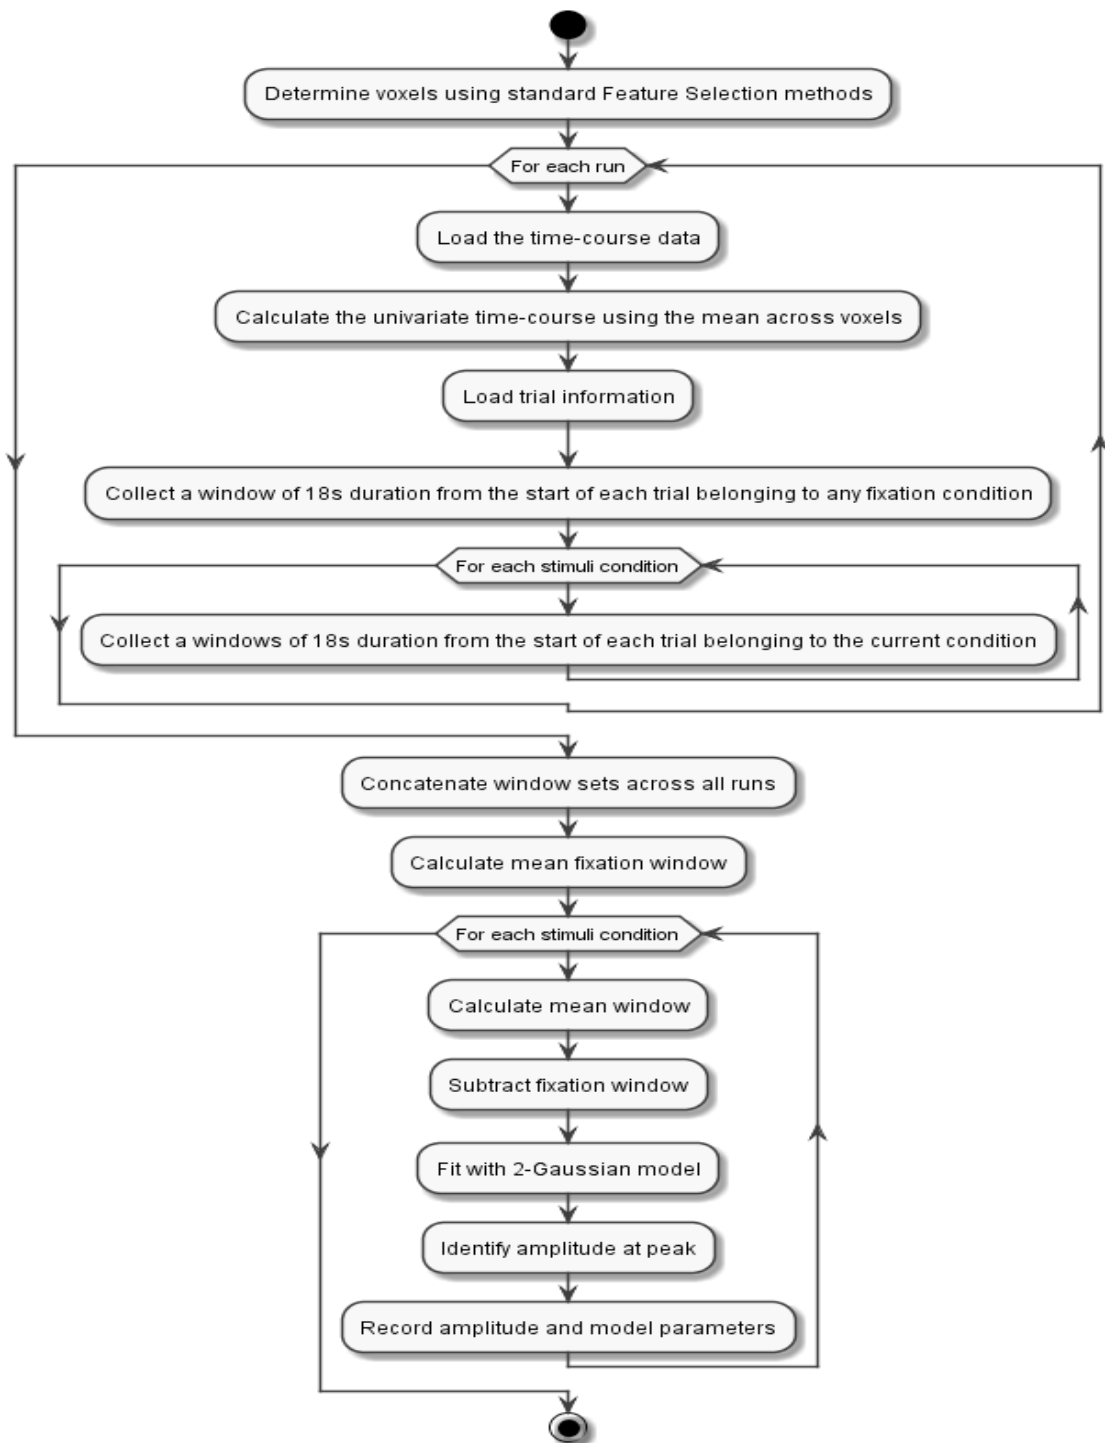 Determine voxels using standard Feature Selection methods
For each run
Load the time-course data
Calculate the univariate time-course using the mean across voxels
Load trial information
Collect a window of 18s duration from the start of each trial belonging to any fixation condition
For each stimuli condition
Collect a windows of 18s duration from the start of each trial belonging to the current condition
Concatenate window sets across all runs
Calculate mean fixation window
For each stimuli condition
Calculate mean window
Subtract fixation window
Fit with 2-Gaussian model
Identify amplitude at peak
Record amplitude and model parameters